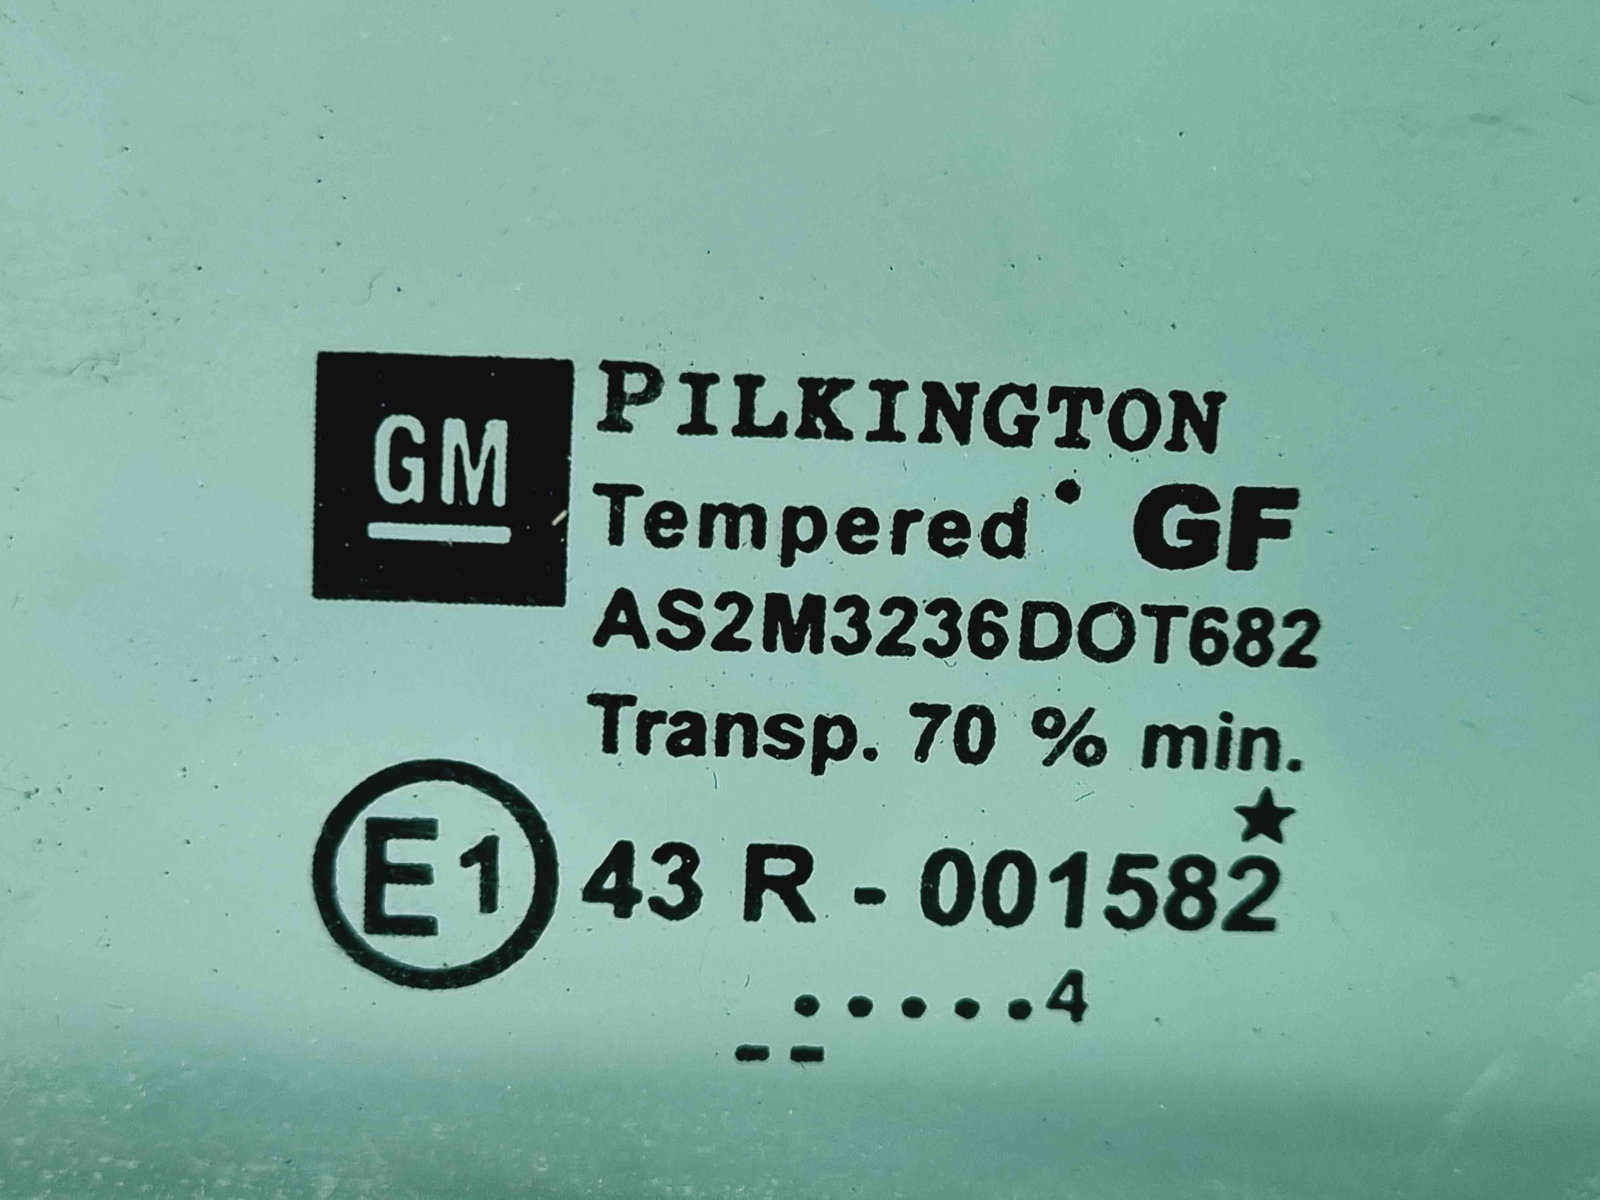 GM
PILKINGTON
Tempered • GF
AS2M3236DOT682
Transp. 70 % min.
E1 43 R - 001582 ★
• • • • • 4
– –